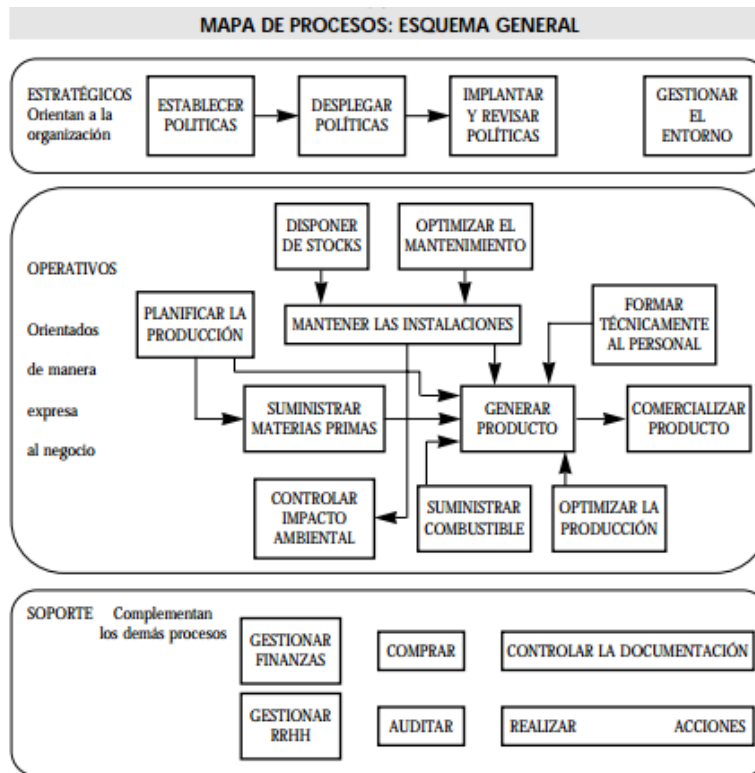 MAPA DE PROCESOS: ESQUEMA GENERAL
ESTRATÉGICOS
Orientan a la
organización
ESTABLECER
POLITICAS
DESPLEGAR
POLÍTICAS
IMPLANTAR
Y REVISAR
POLÍTICAS
GESTIONAR
EL
ENTORNO
OPERATIVOS
Orientados
de manera
expresa
al negocio
DISPONER
DE STOCKS
OPTIMIZAR EL
MANTENIMIENTO
PLANIFICAR LA
PRODUCCIÓN
MANTENER LAS INSTALACIONES
FORMAR
TÉCNICAMENTE
AL PERSONAL
SUMINISTRAR
MATERIAS PRIMAS
GENERAR
PRODUCTO
COMERCIALIZAR
PRODUCTO
CONTROLAR
IMPACTO
AMBIENTAL
SUMINISTRAR
COMBUSTIBLE
OPTIMIZAR LA
PRODUCCIÓN
SOPORTE Complementan
los demás procesos
GESTIONAR
FINANZAS
COMPRAR
CONTROLAR LA DOCUMENTACIÓN
GESTIONAR
RRHH
AUDITAR
REALIZAR ACCIONES